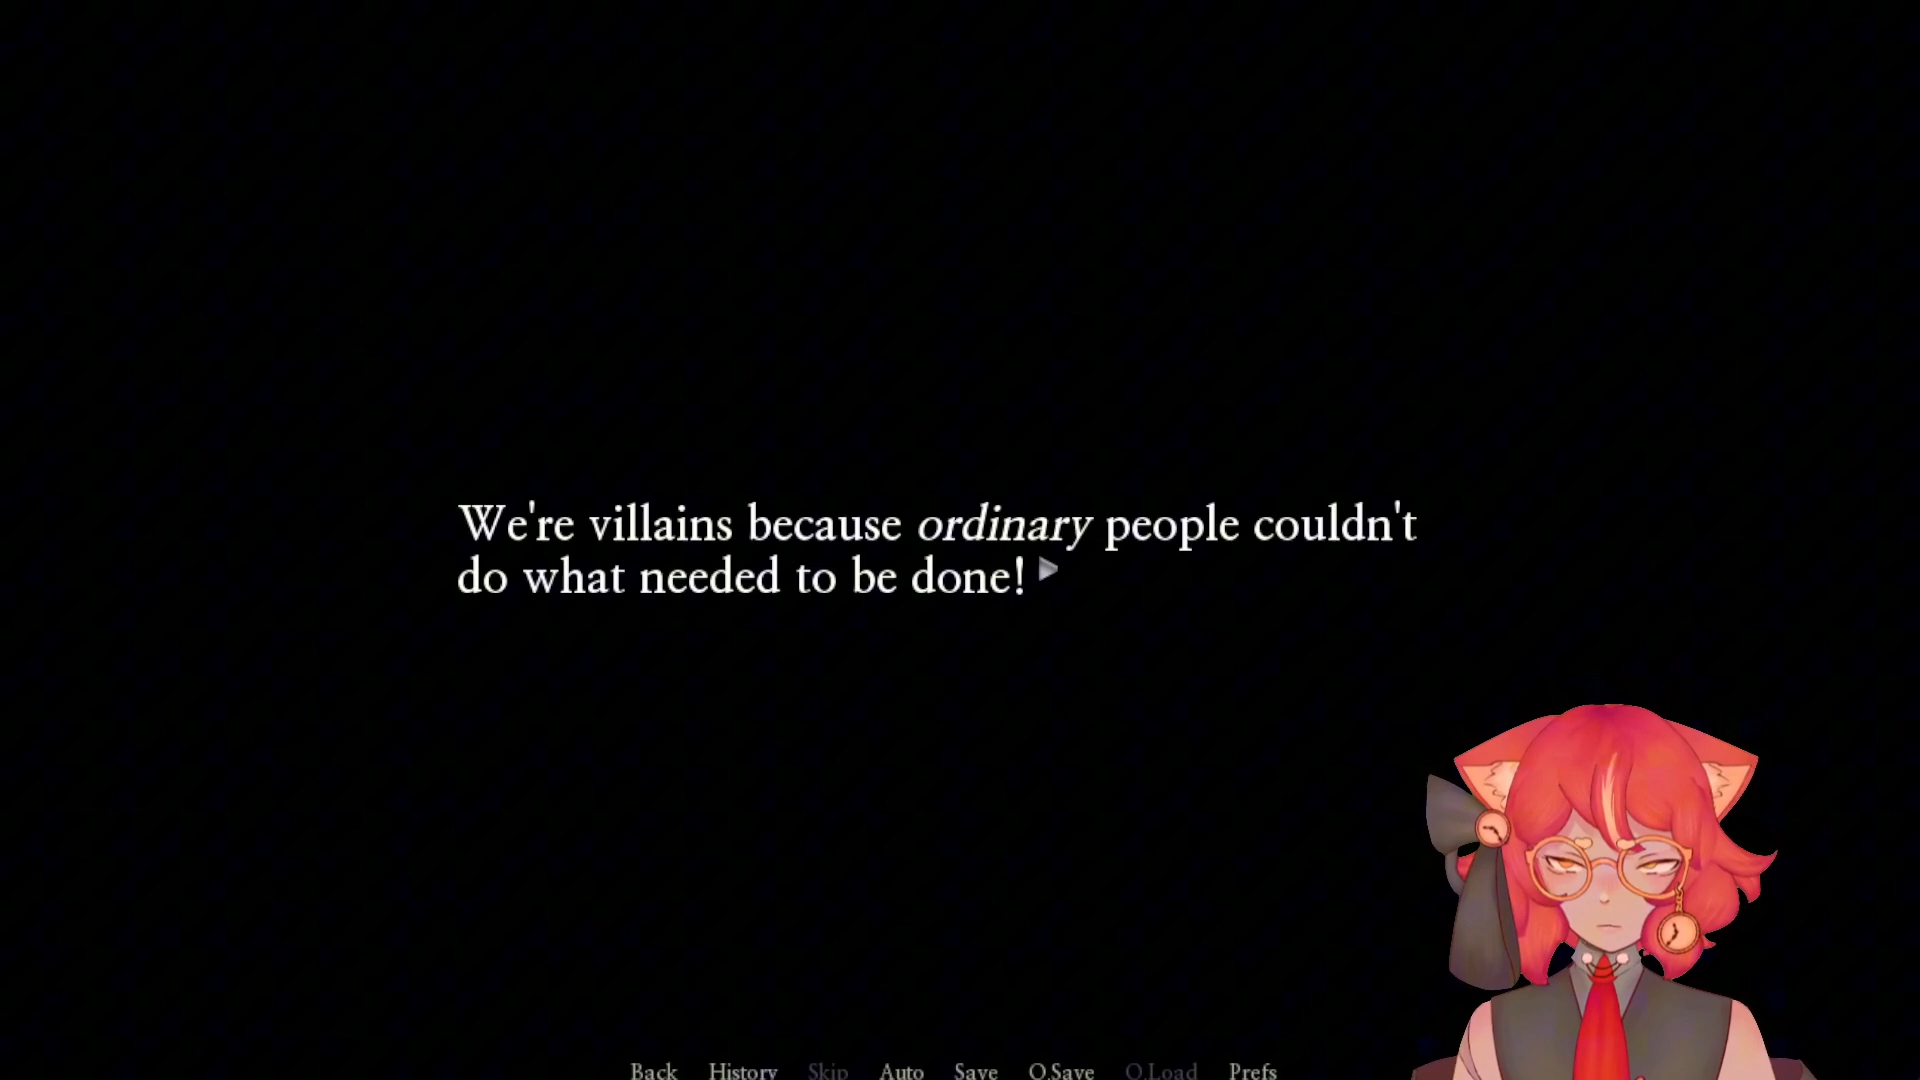 We're villains because ordinary people couldn't
do what needed to be done!
Back History Skip Auto Save Q.Save Q.Load Prefs